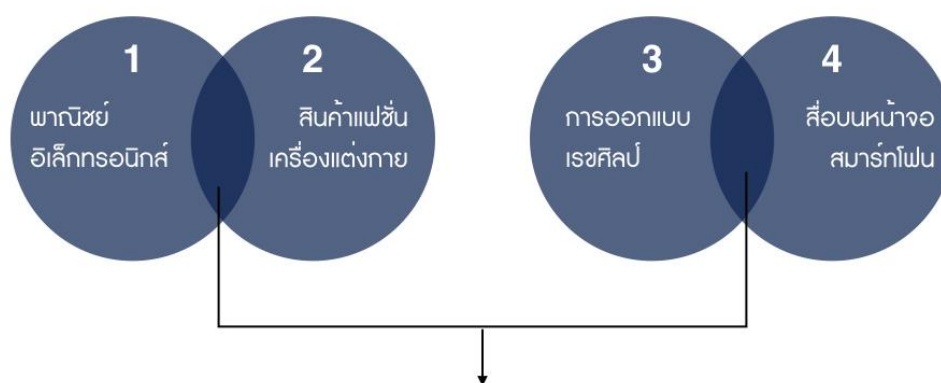 1
พาณิชย์
อิเล็กทรอนิกส์
2
สินค้าแฟชั่น
เครื่องแต่งกาย
3
การออกแบบ
เรขศิลป์
4
สื่อบนหน้าจอ
สมาร์ทโฟน